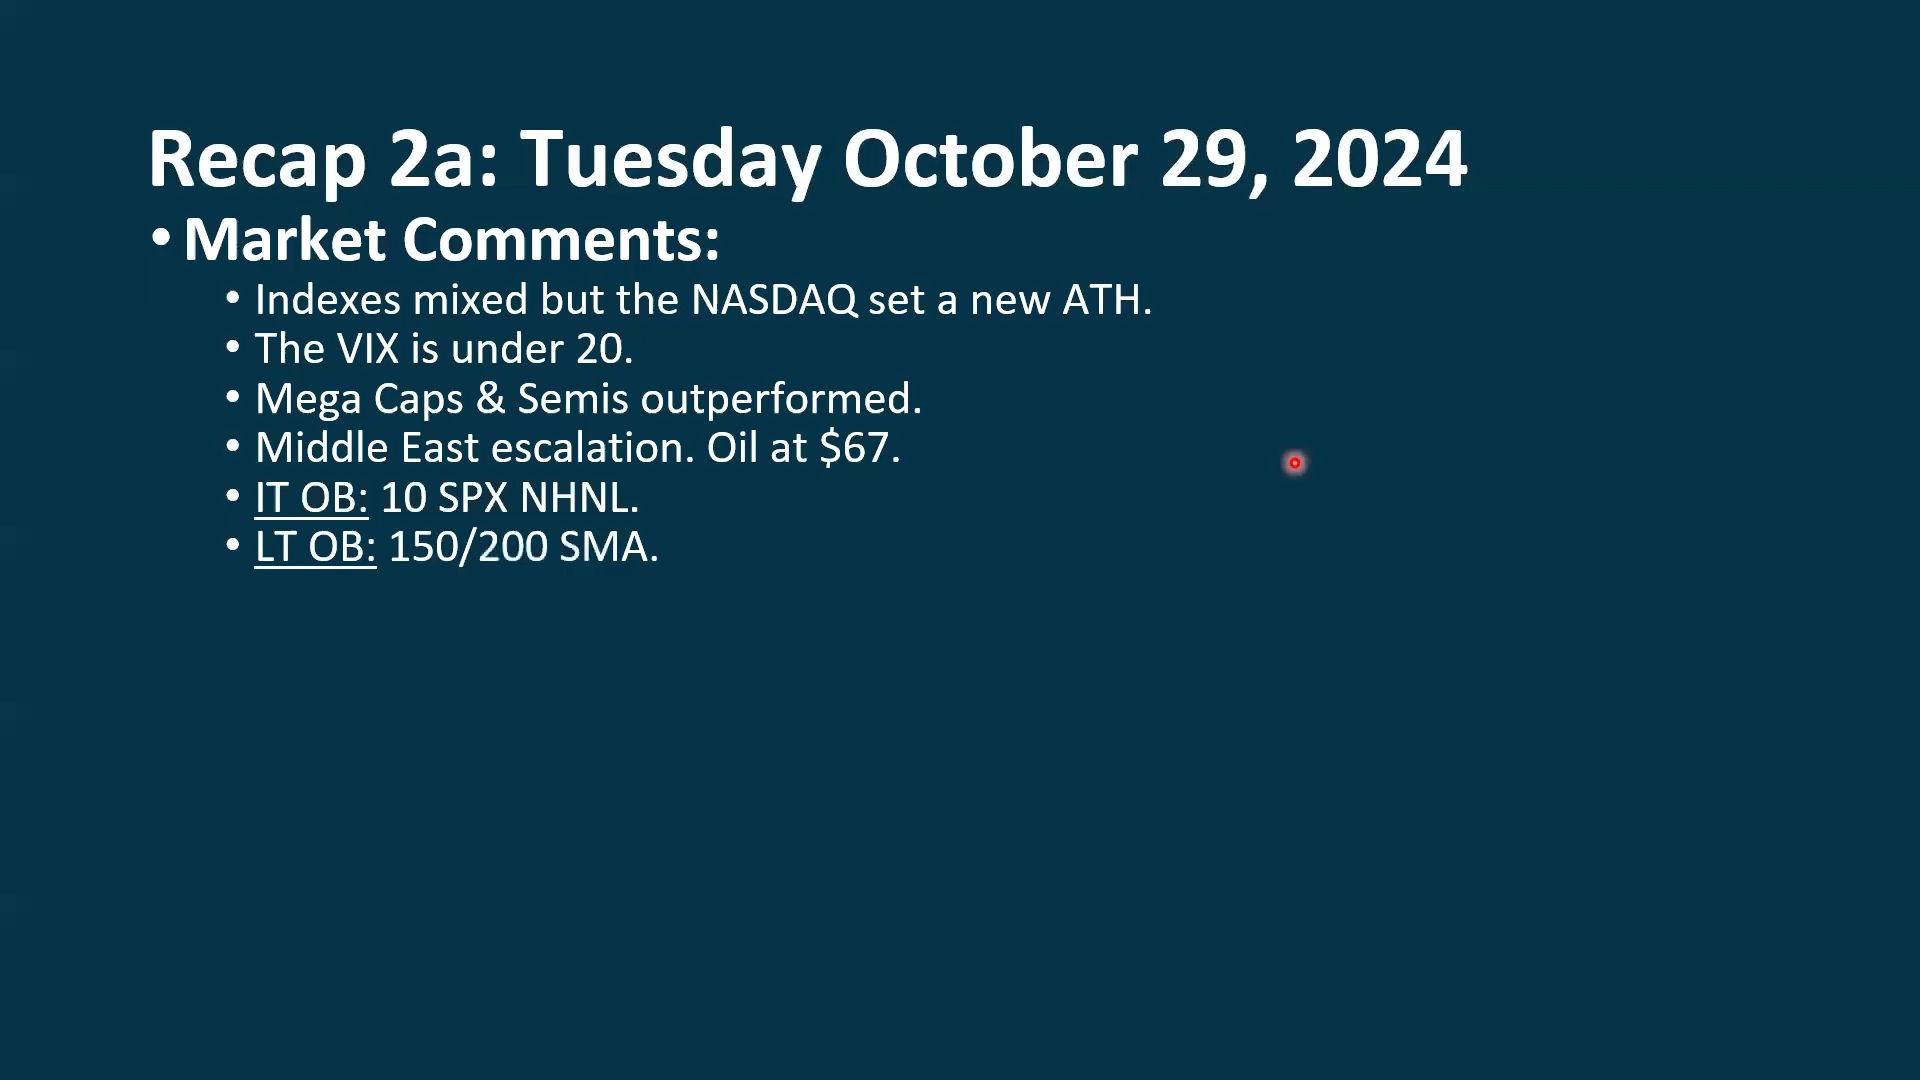 Recap 2a: Tuesday October 29, 2024
• Market Comments:
• Indexes mixed but the NASDAQ set a new ATH.
• The VIX is under 20.
• Mega Caps & Semis outperformed.
• Middle East escalation. Oil at $67.
• IT OB: 10 SPX NHNL.
• LT OB: 150/200 SMA.